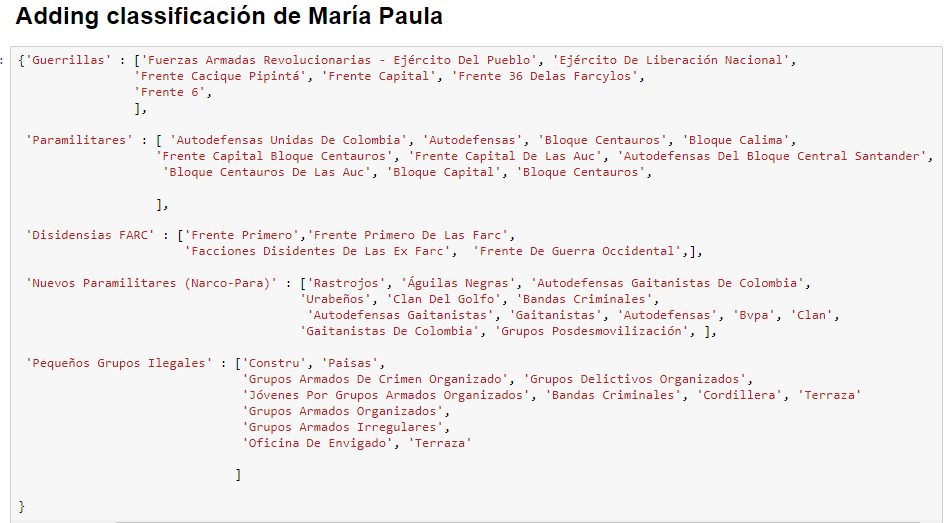 Adding classificación de María Paula
: {'Guerrillas' : ['Fuerzas Armadas Revolucionarias - Ejército Del Pueblo', 'Ejército De Liberación Nacional',
'Frente Cacique Pipintá', 'Frente Capital', 'Frente 36 Delas Farcylos',
'Frente 6',
],
'Paramilitares' : [ 'Autodefensas Unidas De Colombia', 'Autodefensas', 'Bloque Centauros', 'Bloque Calima',
'Frente Capital Bloque Centauros', 'Frente Capital De Las Auc', 'Autodefensas Del Bloque Central Santander',
'Bloque Centauros De Las Auc', 'Bloque Capital', 'Bloque Centauros',
],
'Disidensias FARC' : ['Frente Primero','Frente Primero De Las Farc',
'Facciones Disidentes De Las Ex Farc', 'Frente De Guerra Occidental',],
'Nuevos Paramilitares (Narco-Para)' : ['Rastrojos', 'Águilas Negras', 'Autodefensas Gaitanistas De Colombia',
'Urabeños', 'Clan Del Golfo', 'Bandas Criminales',
'Autodefensas Gaitanistas', 'Gaitanistas', 'Autodefensas', 'Bvpa', 'Clan',
'Gaitanistas De Colombia', 'Grupos Posdesmovilización', ],
'Pequeños Grupos Ilegales' : ['Constru', 'Paisas',
'Grupos Armados De Crimen Organizado', 'Grupos Delictivos Organizados',
'Jóvenes Por Grupos Armados Organizados', 'Bandas Criminales', 'Cordillera', 'Terraza'
'Grupos Armados Organizados',
'Grupos Armados Irregulares',
'Oficina De Envigado', 'Terraza'
]
}